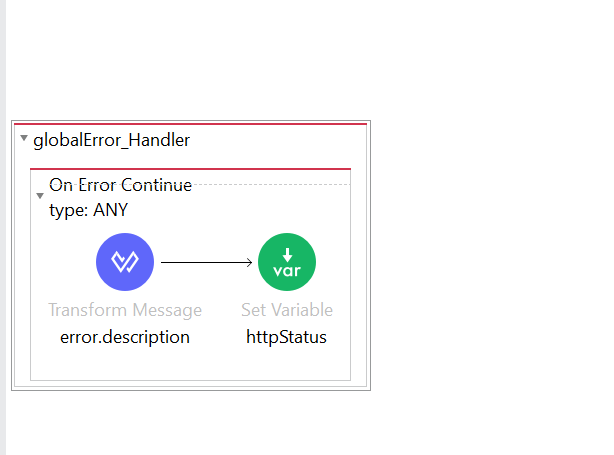 globalError_Handler
On Error Continue
type: ANY
var
Transform Message
Set Variable
error.description
httpStatus